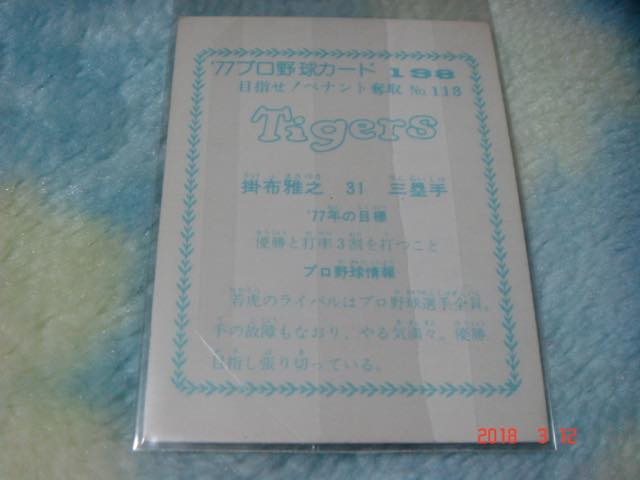 '77プロ野球カード 198
目指せ!ペナント奪取 No.118
Tigers
掛布雅之 31 三塁手
'77年の目標
優勝と打率3割を打つこと
プロ野球情報
若虎のライバルはプロ野球選手全員。
手の故障もなおり、やる気満々。優勝
目指し張り切っている。
2018 3 12